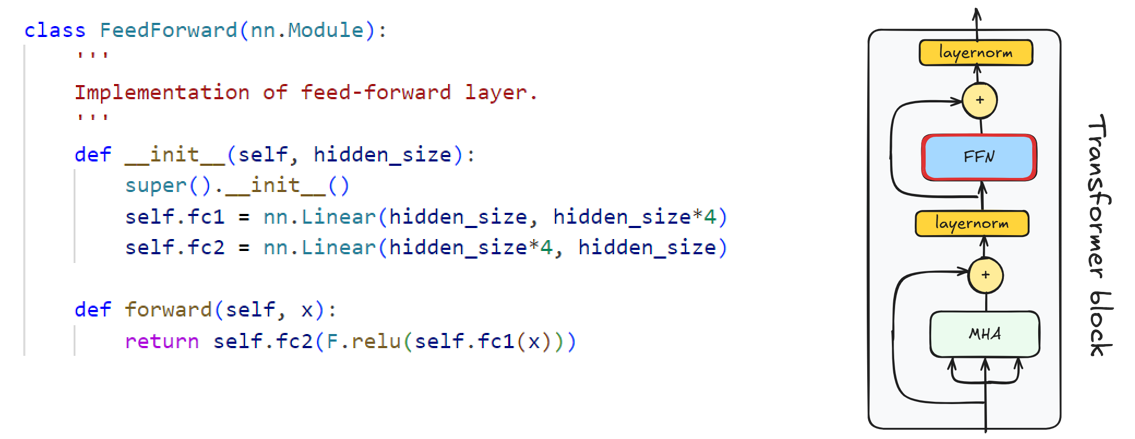 class FeedForward(nn.Module):
    '''
    Implementation of feed-forward layer.
    '''
    def __init__(self, hidden_size):
        super().__init__()
        self.fc1 = nn.Linear(hidden_size, hidden_size*4)
        self.fc2 = nn.Linear(hidden_size*4, hidden_size)
    def forward(self, x):
        return self.fc2(F.relu(self.fc1(x)))
layernorm
+
FFN
layernorm
+
MHA
Transformer block